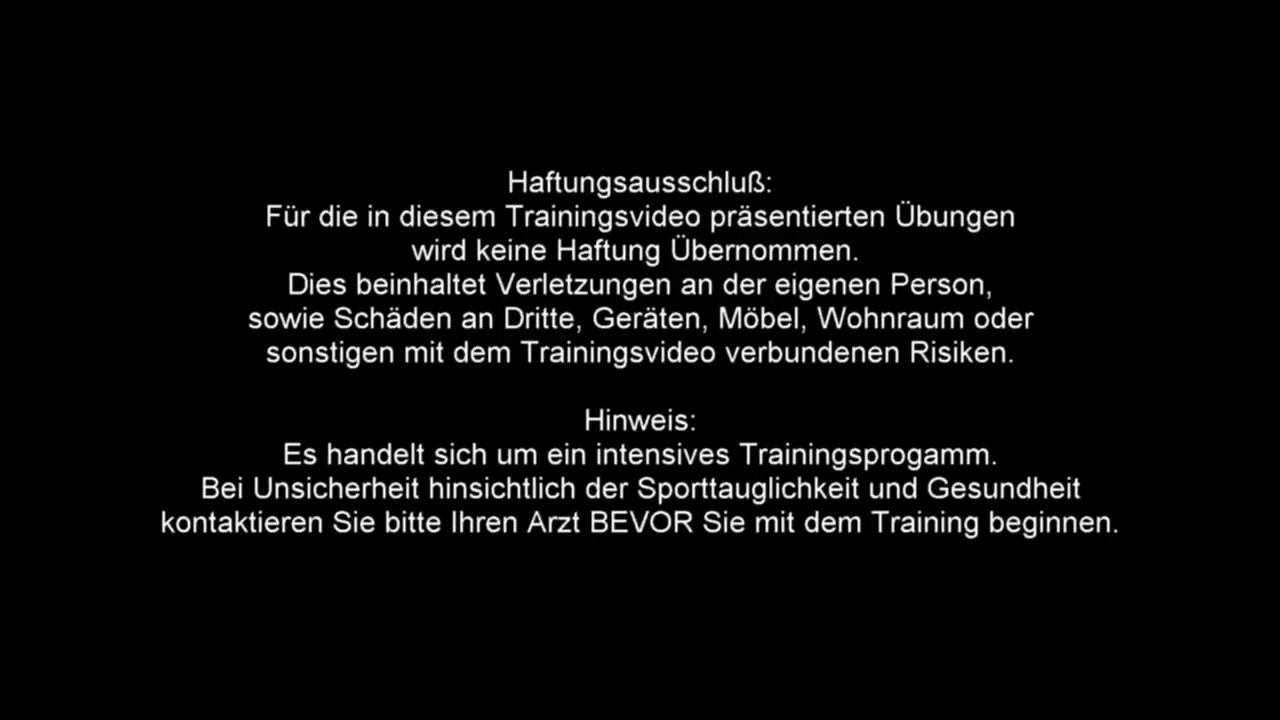 Haftungsausschluß:
Für die in diesem Trainingsvideo präsentierten Übungen
wird keine Haftung Übernommen.
Dies beinhaltet Verletzungen an der eigenen Person,
sowie Schäden an Dritte, Geräten, Möbel, Wohnraum oder
sonstigen mit dem Trainingsvideo verbundenen Risiken.
Hinweis:
Es handelt sich um ein intensives Trainingsprogamm.
Bei Unsicherheit hinsichtlich der Sporttauglichkeit und Gesundheit
kontaktieren Sie bitte Ihren Arzt BEVOR Sie mit dem Training beginnen.